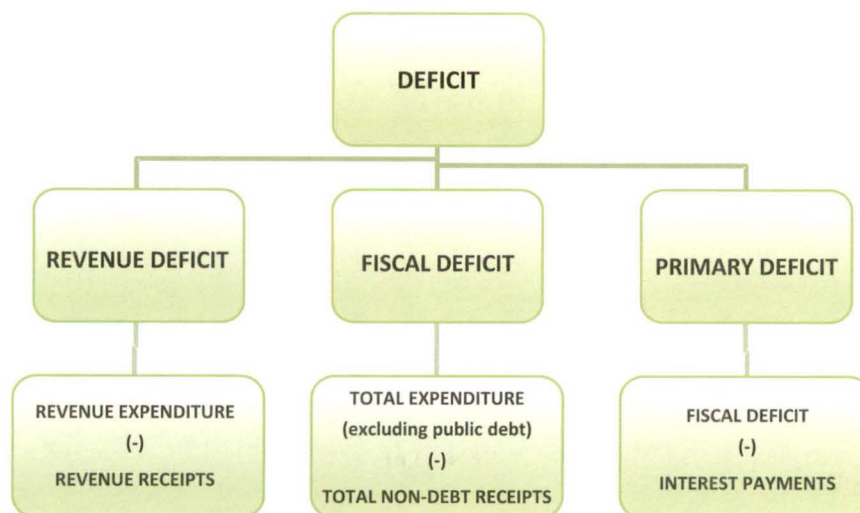 DEFICIT
REVENUE DEFICIT
FISCAL DEFICIT
PRIMARY DEFICIT
REVENUE EXPENDITURE
(-)
REVENUE RECEIPTS
TOTAL EXPENDITURE
(excluding public debt)
(-)
TOTAL NON-DEBT RECEIPTS
FISCAL DEFICIT
(-)
INTEREST PAYMENTS